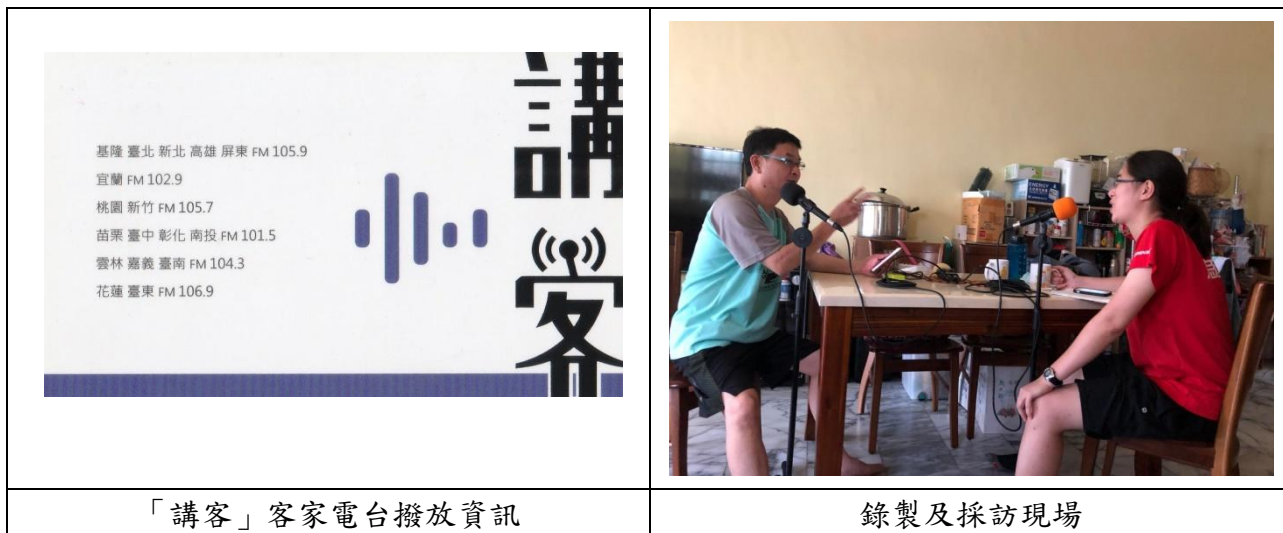 基隆 臺北 新北 高雄 屏東 FM 105.9
宜蘭 FM 102.9
桃園 新竹 FM 105.7
苗栗 臺中 彰化 南投 FM 101.5
雲林 嘉義 臺南 FM 104.3
花蓮 臺東 FM 106.9
講客
ENERGY
「講客」客家電台撥放資訊
錄製及採訪現場